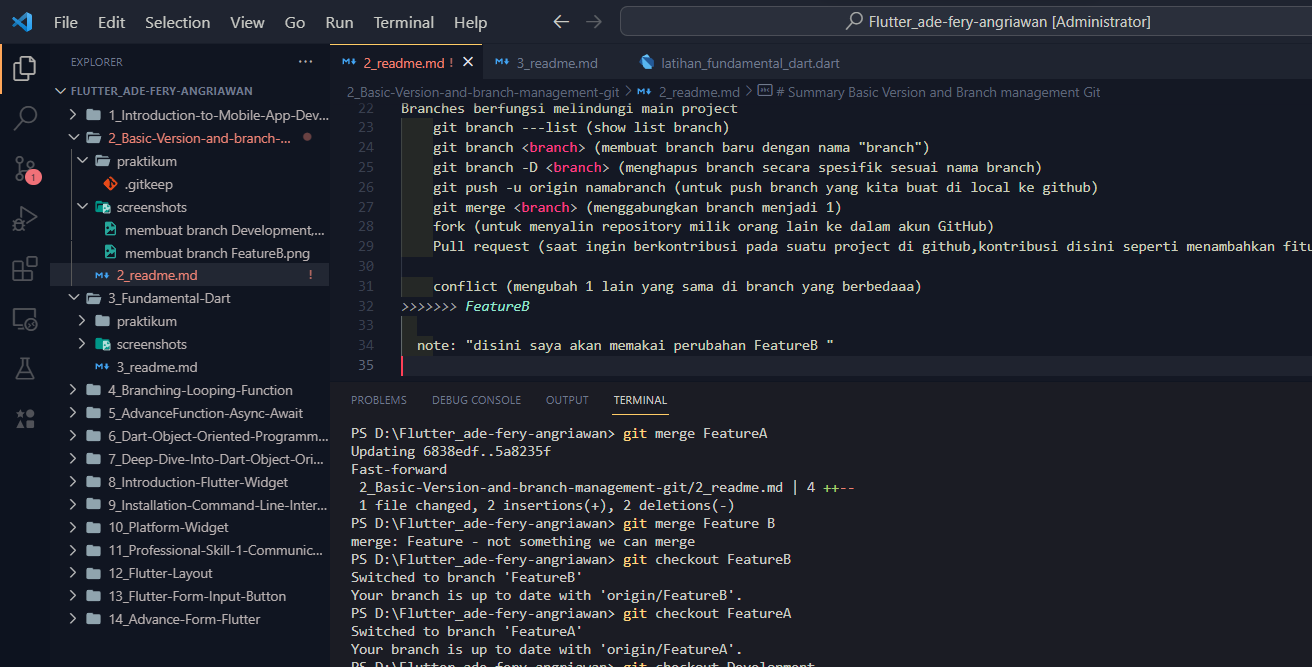 File Edit Selection View Go Run Terminal Help
Flutter_ade-fery-angriawan [Administrator]
EXPLORER
FLUTTER_ADE-FERY-ANGRIAWAN
1_Introduction-to-Mobile-App-Dev...
2_Basic-Version-and-branch-...
praktikum
.gitkeep
screenshots
membuat branch Development,...
membuat branch FeatureB.png
2_readme.md !
3_Fundamental-Dart
praktikum
screenshots
3_readme.md
4_Branching-Looping-Function
5_AdvanceFunction-Async-Await
6_Dart-Object-Oriented-Programm...
7_Deep-Dive-Into-Dart-Object-Ori...
8_Introduction-Flutter-Widget
9_Installation-Command-Line-Inter...
10_Platform-Widget
11_Professional-Skill-1-Communic...
12_Flutter-Layout
13_Flutter-Form-Input-Button
14_Advance-Form-Flutter
1
2_readme.md ! 3_readme.md latihan_fundamental_dart.dart
2_Basic-Version-and-branch-management-git > 2_readme.md > # Summary Basic Version and Branch management Git
22 Branches berfungsi melindungi main project
23 git branch ---list (show list branch)
24 git branch <branch> (membuat branch baru dengan nama "branch")
25 git branch -D <branch> (menghapus branch secara spesifik sesuai nama branch)
26 git push -u origin namabranch (untuk push branch yang kita buat di local ke github)
27 git merge <branch> (menggabungkan branch menjadi 1)
28 fork (untuk menyalin repository milik orang lain ke dalam akun GitHub)
29 Pull request (saat ingin berkontribusi pada suatu project di github,kontribusi disini seperti menambahkan fitu
30
31 conflict (mengubah 1 lain yang sama di branch yang berbedaaa)
32 >>>>>>> FeatureB
33
34 note: "disini saya akan memakai perubahan FeatureB "
35
PROBLEMS DEBUG CONSOLE OUTPUT TERMINAL
PS D:\Flutter_ade-fery-angriawan> git merge FeatureA
Updating 6838edf..5a8235f
Fast-forward
2_Basic-Version-and-branch-management-git/2_readme.md | 4 ++--
1 file changed, 2 insertions(+), 2 deletions(-)
PS D:\Flutter_ade-fery-angriawan> git merge Feature B
merge: Feature - not something we can merge
PS D:\Flutter_ade-fery-angriawan> git checkout FeatureB
Switched to branch 'FeatureB'
Your branch is up to date with 'origin/FeatureB'.
PS D:\Flutter_ade-fery-angriawan> git checkout FeatureA
Switched to branch 'FeatureA'
Your branch is up to date with 'origin/FeatureA'.
PS D:\Flutter_ade-fery-angriawan> git checkout Development